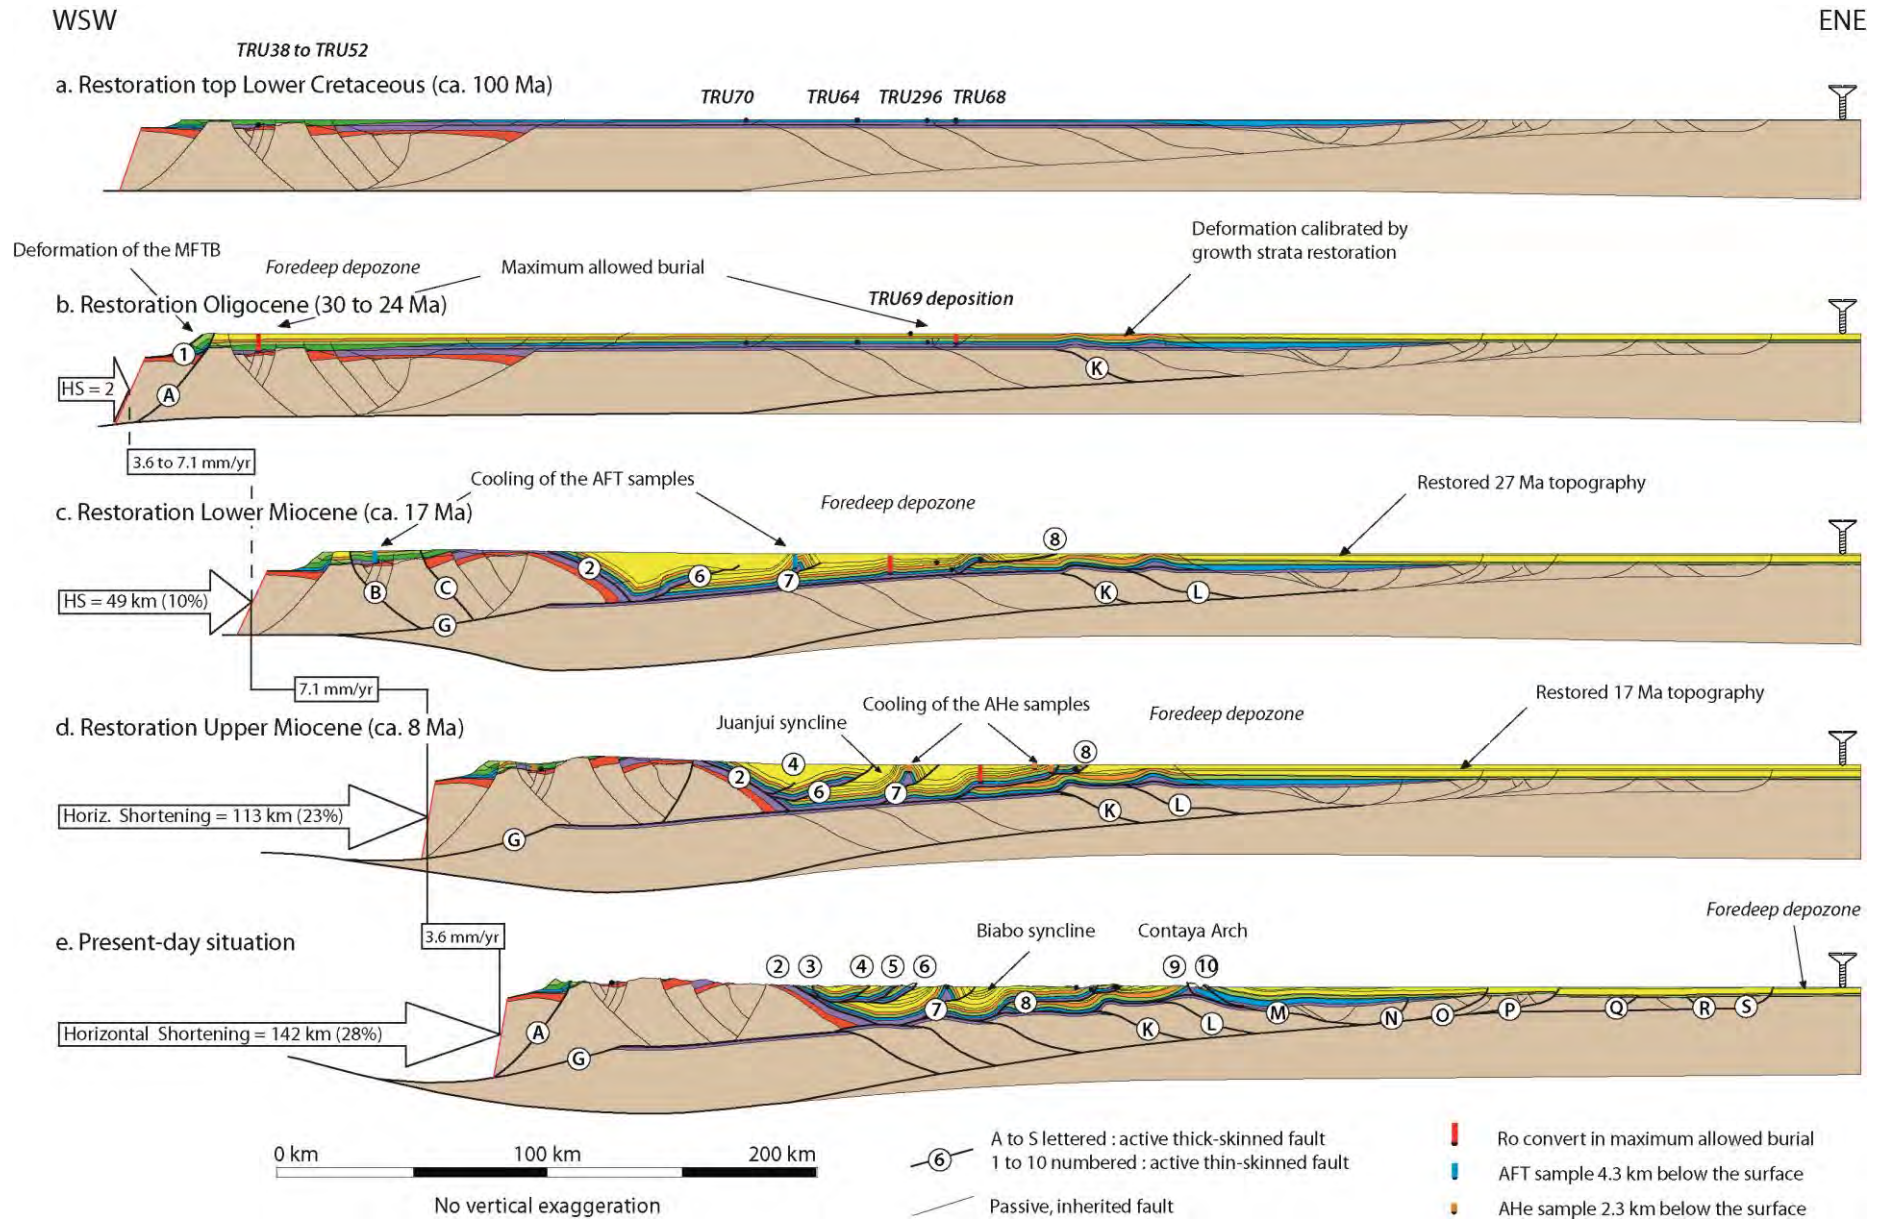 WSW
ENE
TRU38 to TRU52
a. Restoration top Lower Cretaceous (ca. 100 Ma)
TRU70
TRU64
TRU296
TRU68
Deformation of the MFTB
Foredeep depozone
Maximum allowed burial
Deformation calibrated by
growth strata restoration
b. Restoration Oligocene (30 to 24 Ma)
TRU69 deposition
1
K
HS = 2
A
3.6 to 7.1 mm/yr
Cooling of the AFT samples
Foredeep depozone
Restored 27 Ma topography
c. Restoration Lower Miocene (ca. 17 Ma)
8
2
6
7
HS = 49 km (10%)
B
C
K
L
G
7.1 mm/yr
Restored 17 Ma topography
Cooling of the AHe samples
Foredeep depozone
Juanjui syncline
d. Restoration Upper Miocene (ca. 8 Ma)
8
4
2
6
7
L
K
Horiz. Shortening = 113 km (23%)
G
Foredeep depozone
3.6 mm/yr
Biabo syncline
Contaya Arch
e. Present-day situation
2
3
4
5
6
9
10
7
8
M
N
O
P
Q
R
S
Horizontal Shortening = 142 km (28%)
A
K
L
G
0 km
100 km
200 km
No vertical exaggeration
6
A to S lettered : active thick-skinned fault
1 to 10 numbered : active thin-skinned fault
Passive, inherited fault
Ro convert in maximum allowed burial
AFT sample 4.3 km below the surface
AHe sample 2.3 km below the surface